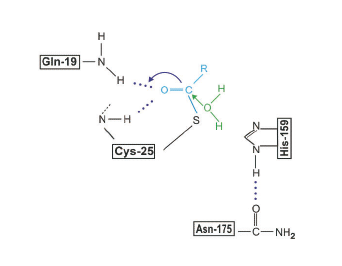 H
Gln-19 N
H
R
O C
H
O
H
N H
S
Cys-25
N
His-159
N
H
O
Asn-175 C NH2